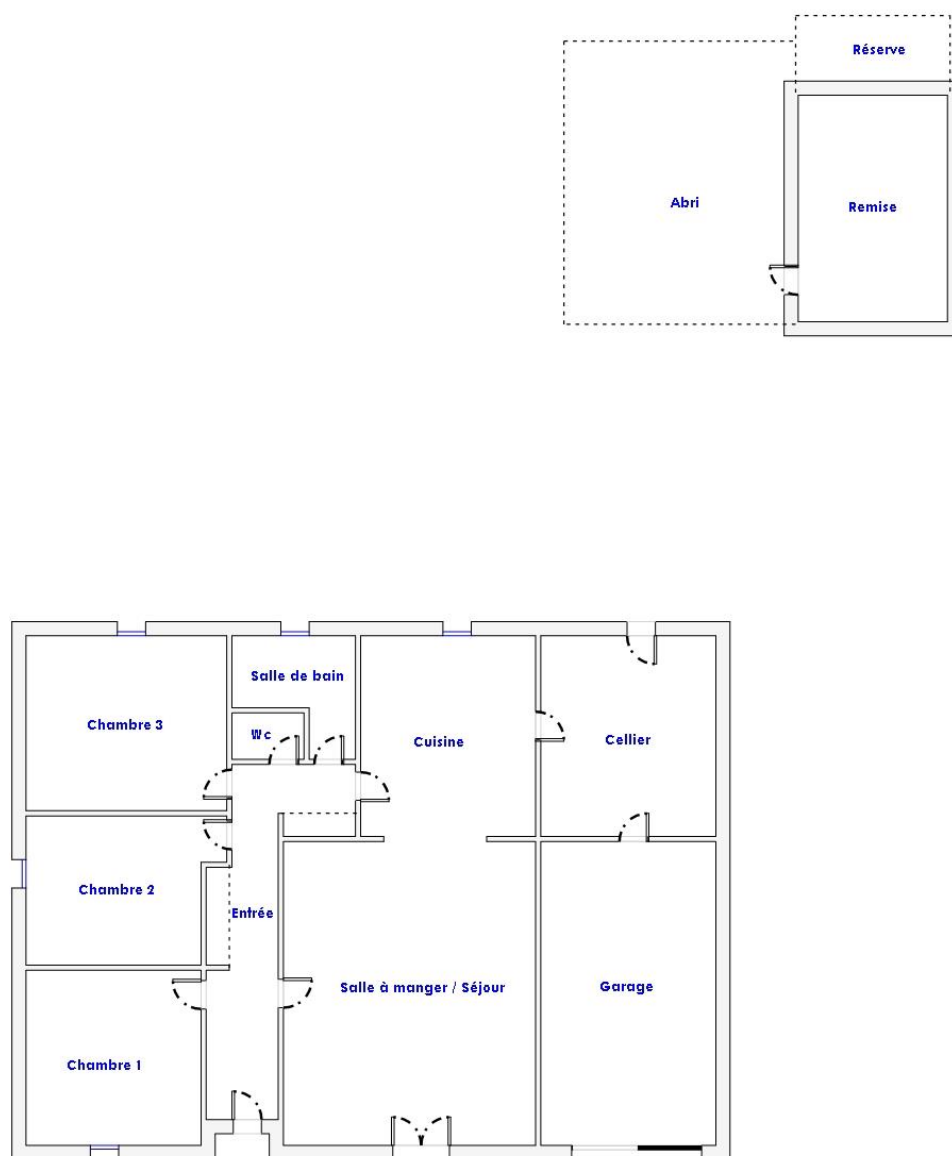 Réserve
Abri
Remise
Salle de bain
Chambre 3
Wc
Cuisine
Cellier
Chambre 2
Entrée
Salle à manger / Séjour
Garage
Chambre 1